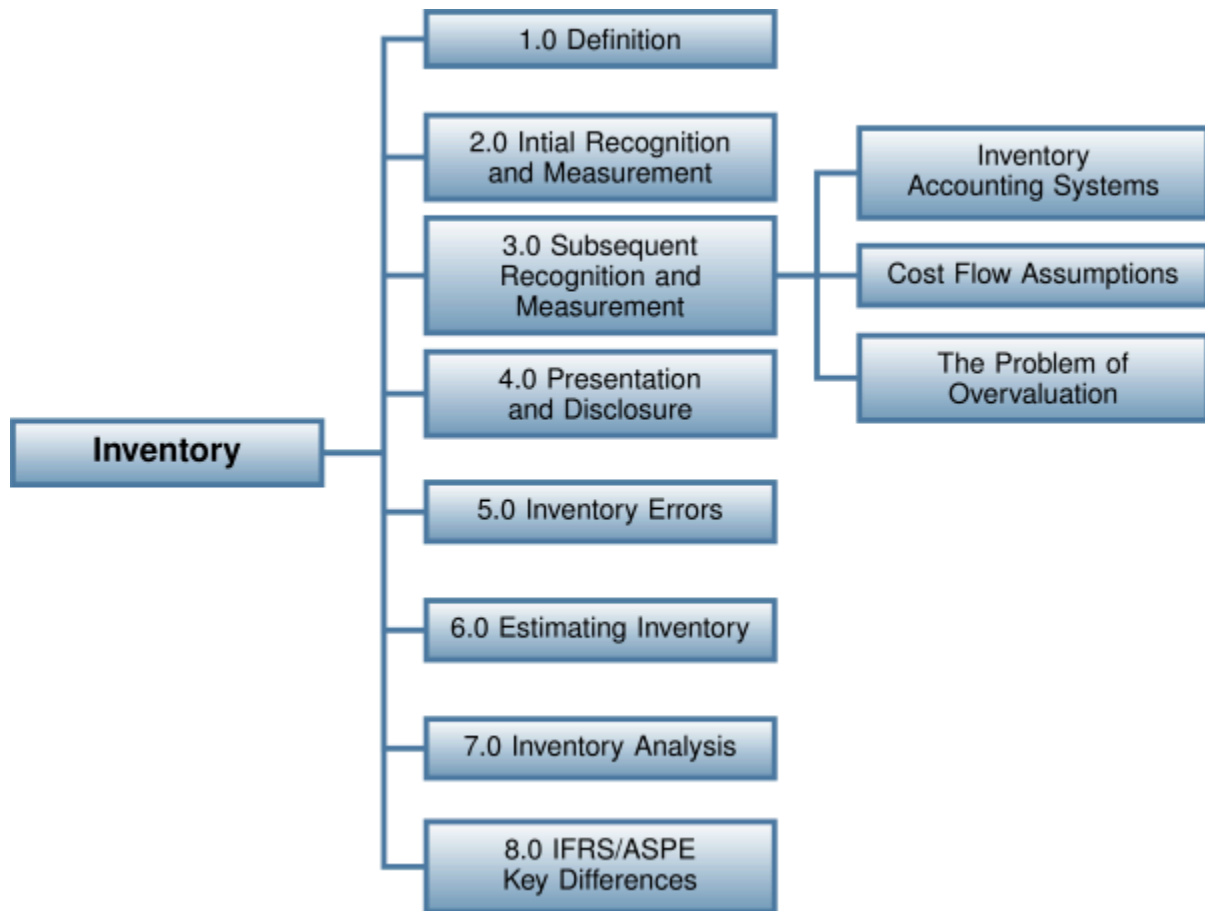 Inventory
1.0 Definition
2.0 Intial Recognition
and Measurement
3.0 Subsequent
Recognition and
Measurement
4.0 Presentation
and Disclosure
5.0 Inventory Errors
6.0 Estimating Inventory
7.0 Inventory Analysis
8.0 IFRS/ASPE
Key Differences
Inventory
Accounting Systems
Cost Flow Assumptions
The Problem of
Overvaluation